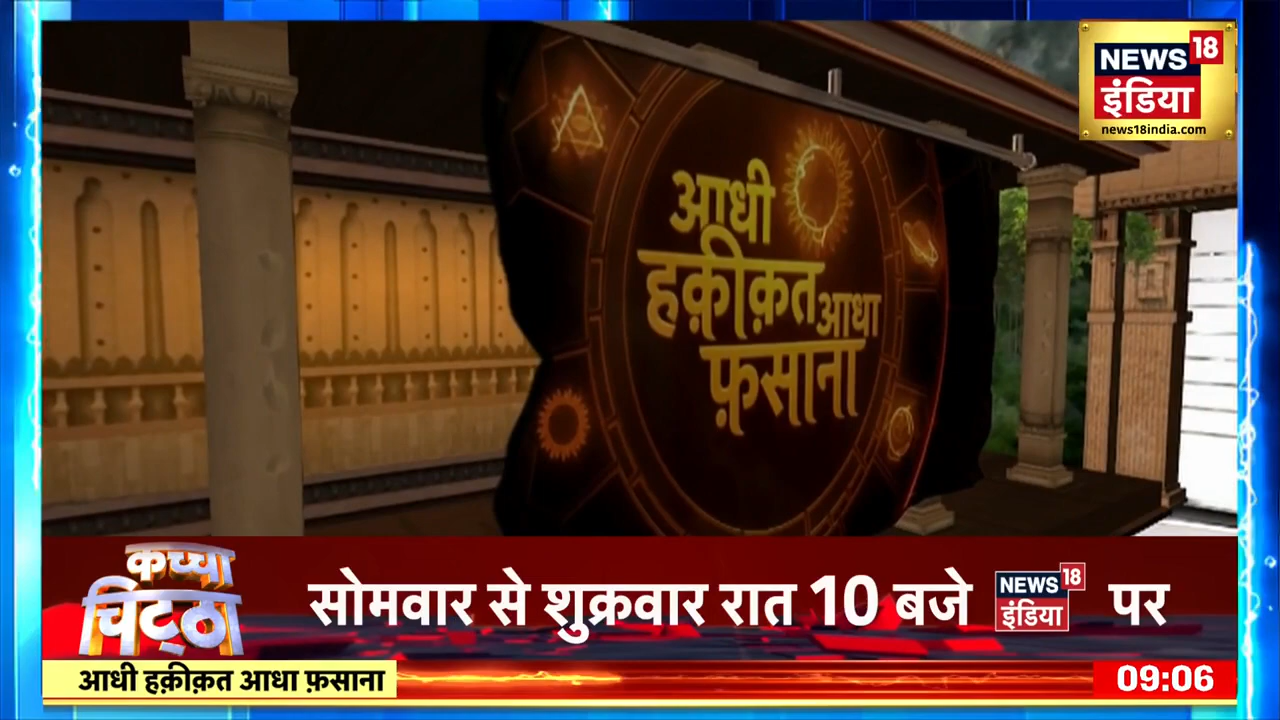 NEWS 18
इंडिया
news18india.com
आधी
हक़ीक़त आधा
फ़साना
कच्चा
चिट्ठा
सोमवार से शुक्रवार रात 10 बजे NEWS 18 इंडिया पर
आधी हक़ीक़त आधा फ़साना
09:06